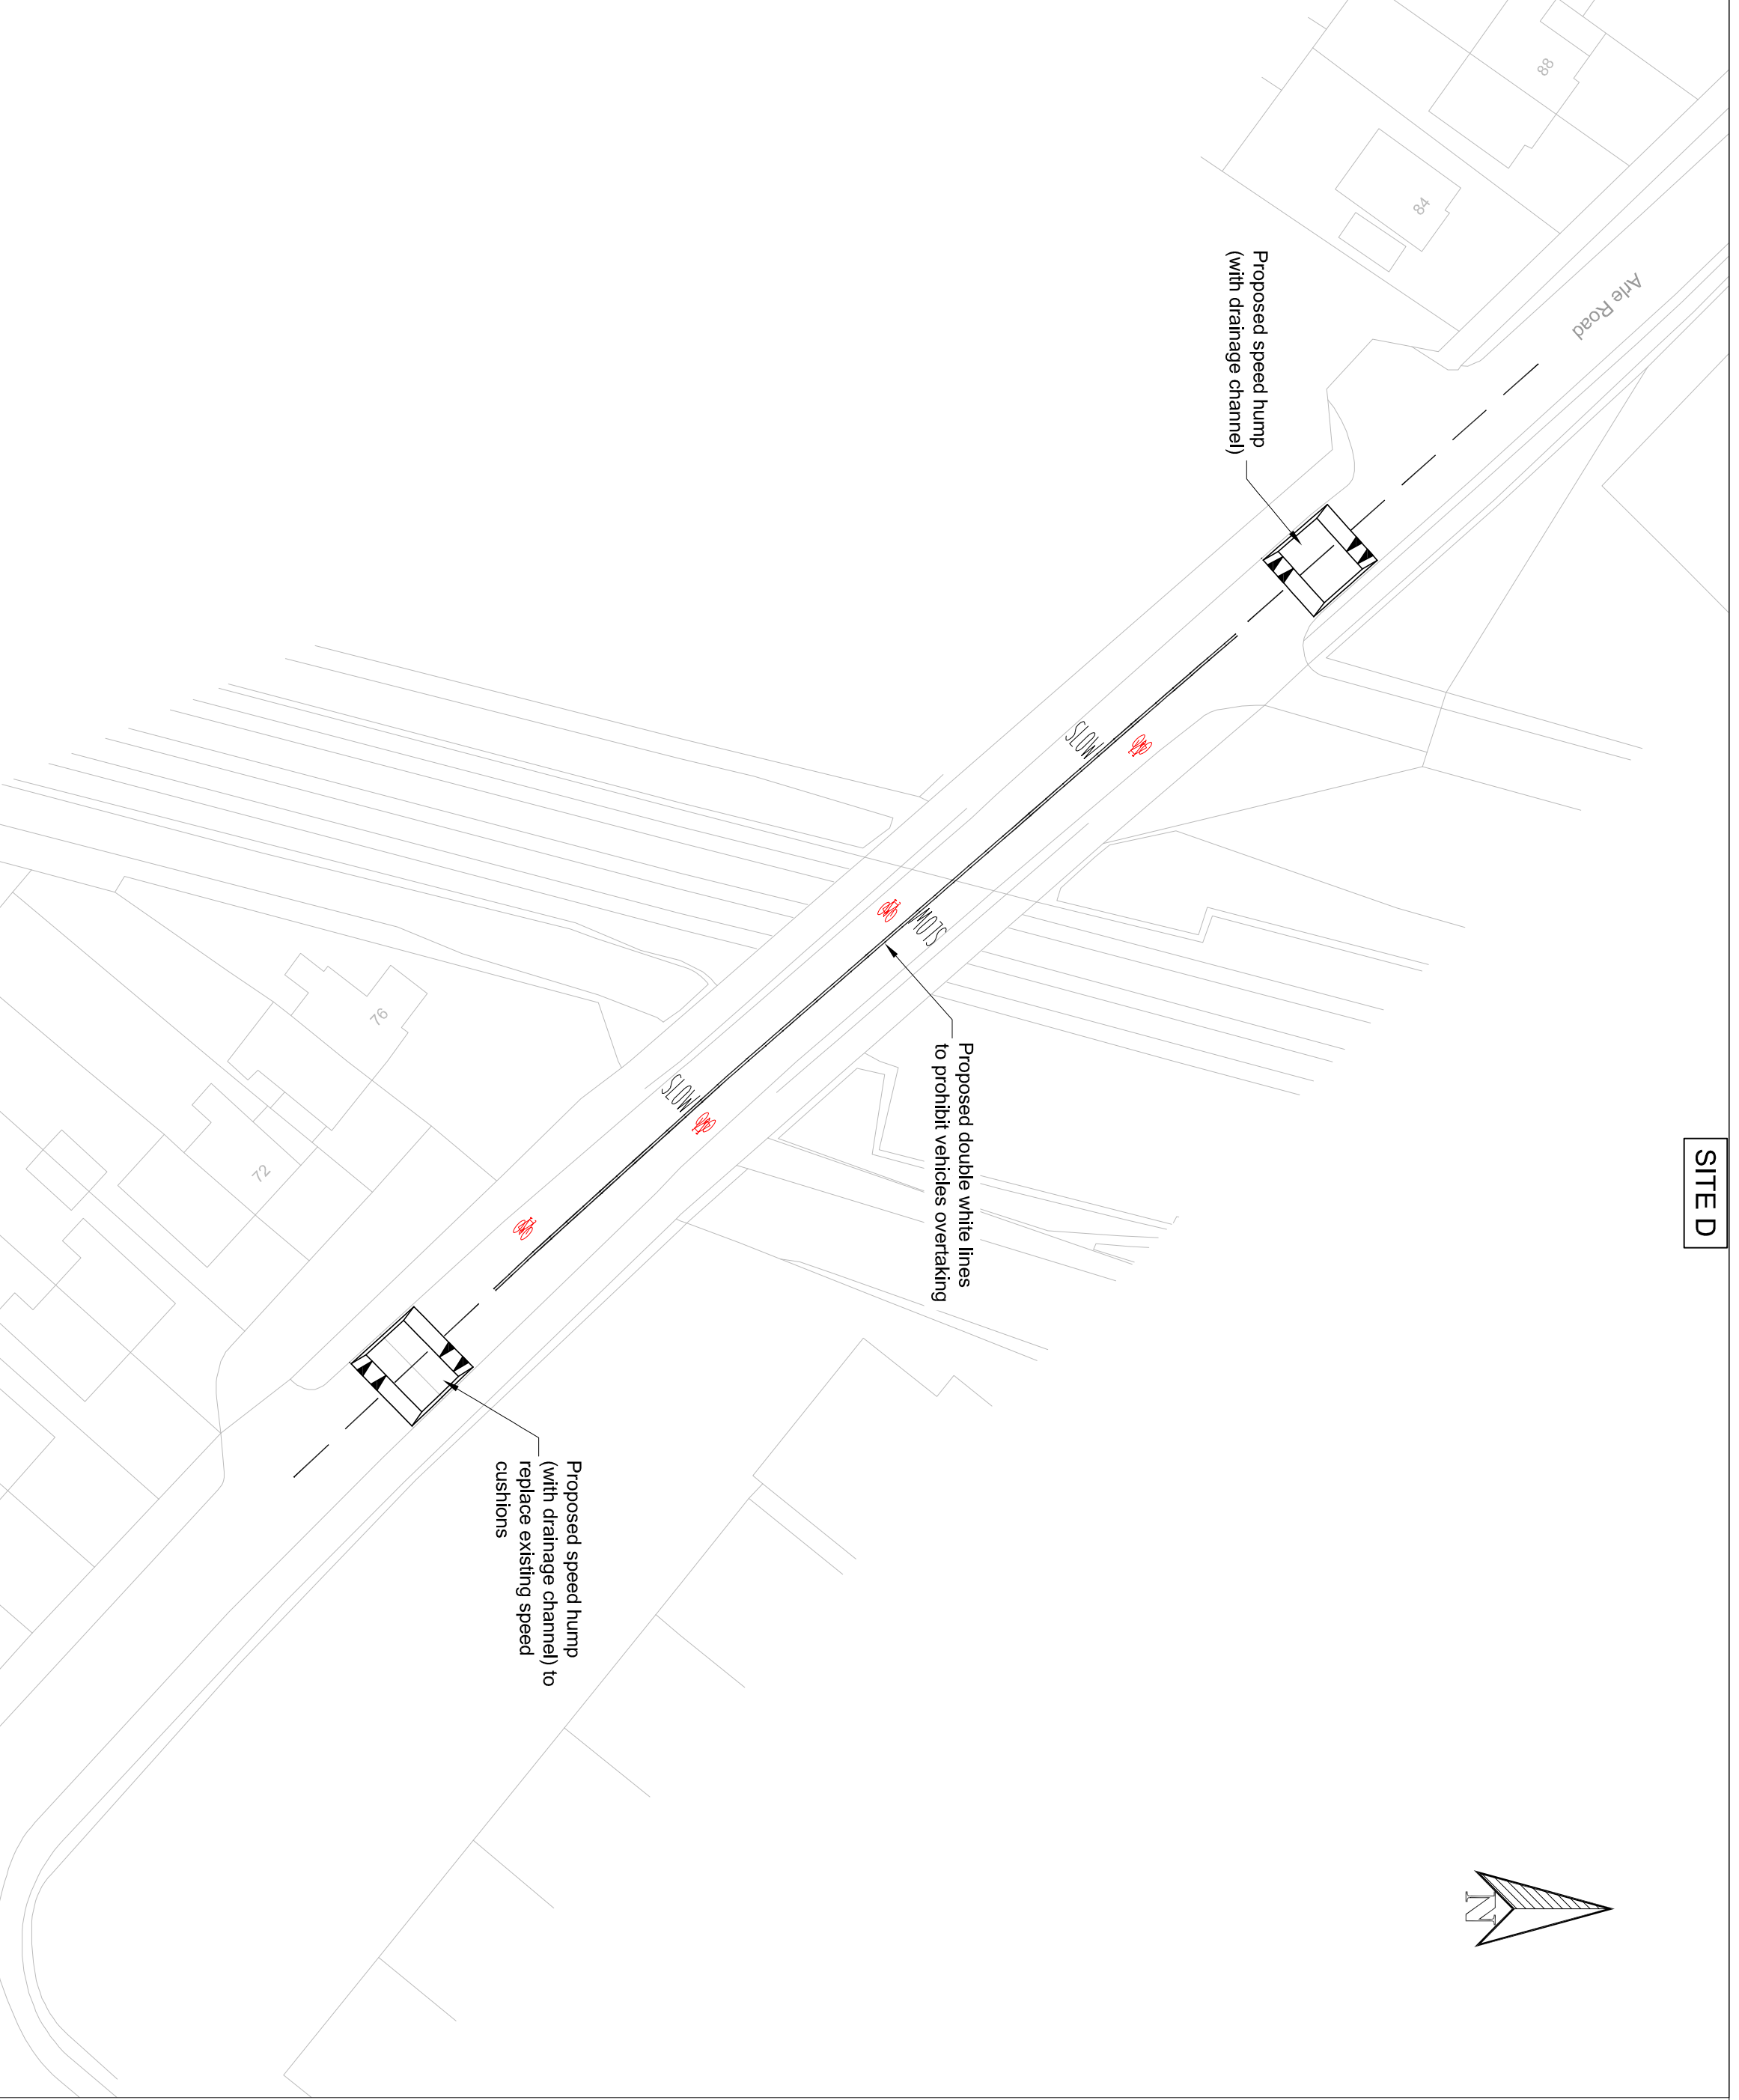 SITE D
88
84
Arle Road
Proposed speed hump
(with drainage channel)
SLOW
SLOW
Proposed double white lines
to prohibit vehicles overtaking
SLOW
76
72
Proposed speed hump
(with drainage channel) to
replace existing speed
cushions
N